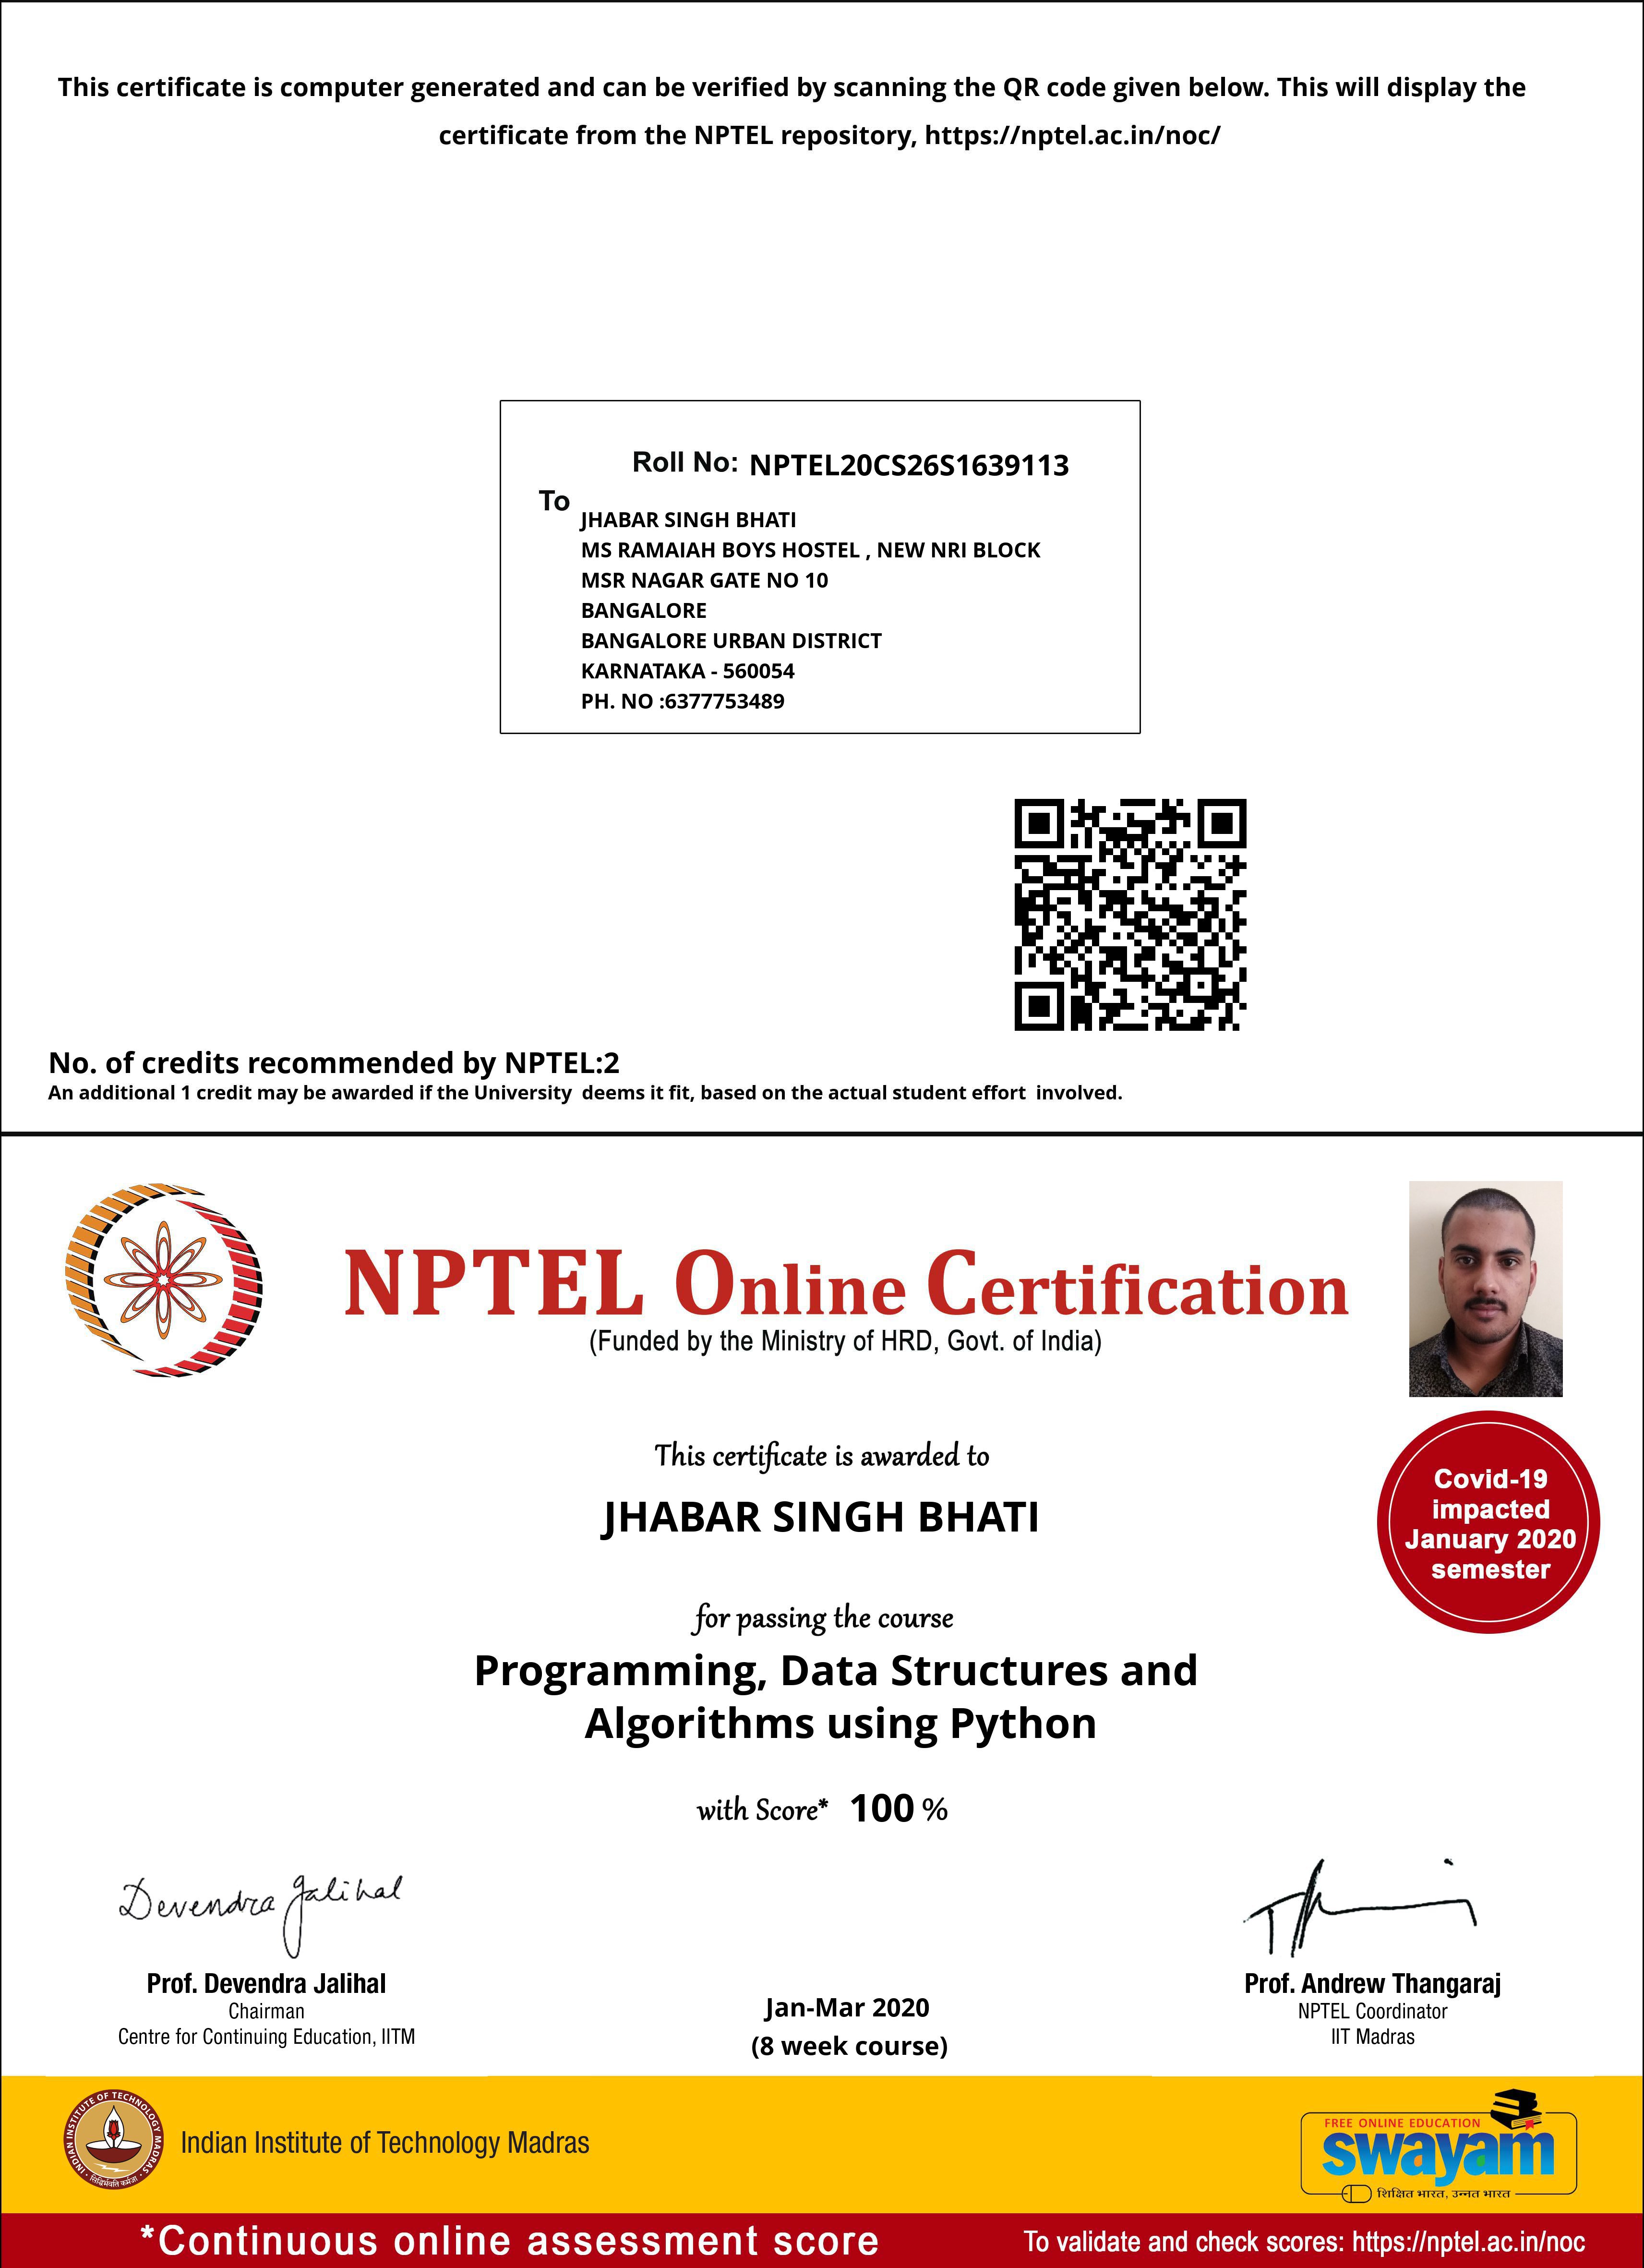 This certificate is computer generated and can be verified by scanning the QR code given below. This will display the
certificate from the NPTEL repository, https://nptel.ac.in/noc/
Roll No: NPTEL20CS26S1639113
To
JHABAR SINGH BHATI
MS RAMAIAH BOYS HOSTEL , NEW NRI BLOCK
MSR NAGAR GATE NO 10
BANGALORE
BANGALORE URBAN DISTRICT
KARNATAKA - 560054
PH. NO :6377753489
No. of credits recommended by NPTEL:2
An additional 1 credit may be awarded if the University deems it fit, based on the actual student effort involved.
NPTEL Online Certification
(Funded by the Ministry of HRD, Govt. of India)
This certificate is awarded to
JHABAR SINGH BHATI
Covid-19
impacted
January 2020
semester
for passing the course
Programming, Data Structures and
Algorithms using Python
with Score* 100 %
Devendra Jalihal
Prof. Devendra Jalihal
Chairman
Centre for Continuing Education, IITM
Jan-Mar 2020
(8 week course)
Prof. Andrew Thangaraj
NPTEL Coordinator
IIT Madras
INDIAN INSTITUTE OF TECHNOLOGY MADRAS
सिद्धिर्भवति कर्मजा
Indian Institute of Technology Madras
FREE ONLINE EDUCATION
swayam
शिक्षित भारत, उन्नत भारत
*Continuous online assessment score
To validate and check scores: https://nptel.ac.in/noc